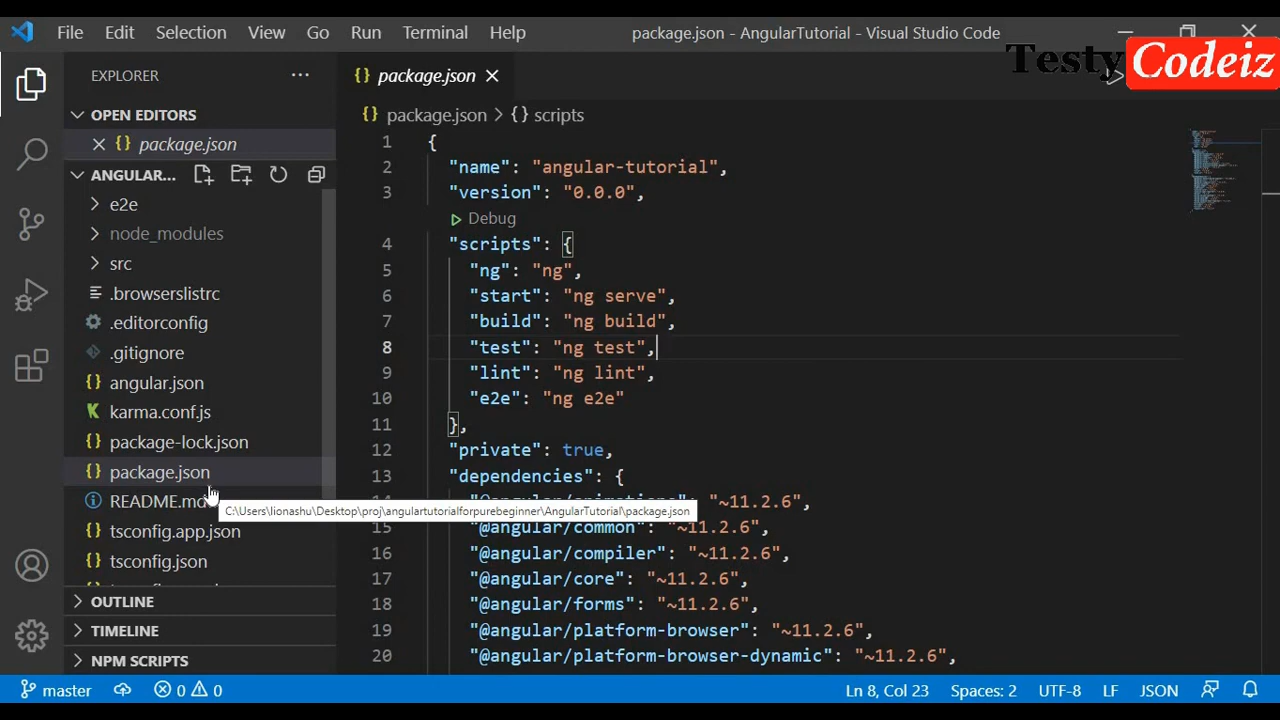 File Edit Selection View Go Run Terminal Help package.json - AngularTutorial - Visual Studio Code
Testy Codeiz
EXPLORER
OPEN EDITORS
package.json
ANGULAR...
e2e
node_modules
src
.browserslistrc
.editorconfig
.gitignore
angular.json
karma.conf.js
package-lock.json
package.json
README.md
tsconfig.app.json
tsconfig.json
OUTLINE
TIMELINE
NPM SCRIPTS
package.json
package.json > {} scripts
1 {
2 "name": "angular-tutorial",
3 "version": "0.0.0",
Debug
4 "scripts": {
5 "ng": "ng",
6 "start": "ng serve",
7 "build": "ng build",
8 "test": "ng test",
9 "lint": "ng lint",
10 "e2e": "ng e2e"
11 },
12 "private": true,
13 "dependencies": {
14 "@angular/animations": "~11.2.6",
C:\Users\lionashu\Desktop\proj\angulartutorialforpurebeginner\AngularTutorial\package.json
15 "@angular/common": "~11.2.6",
16 "@angular/compiler": "~11.2.6",
17 "@angular/core": "~11.2.6",
18 "@angular/forms": "~11.2.6",
19 "@angular/platform-browser": "~11.2.6",
20 "@angular/platform-browser-dynamic": "~11.2.6",
master 0 0 Ln 8, Col 23 Spaces: 2 UTF-8 LF JSON